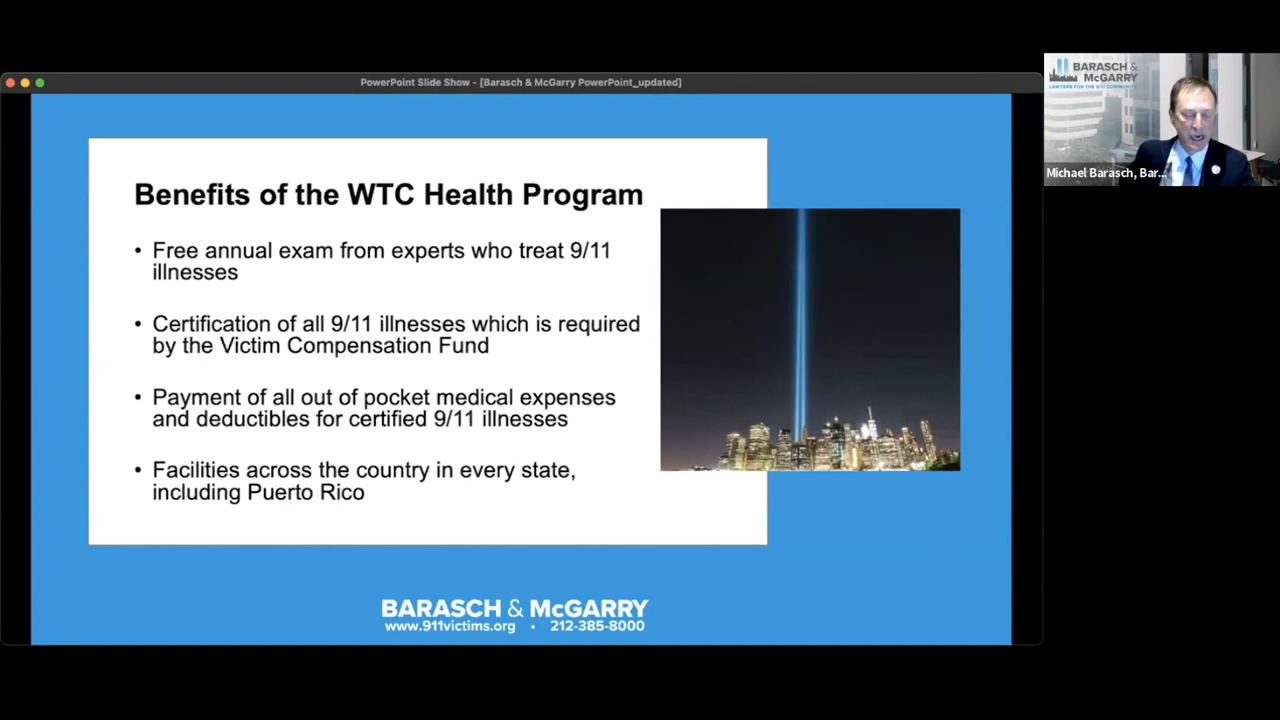 PowerPoint Slide Show - [Barasch & McGarry PowerPoint_updated]
Benefits of the WTC Health Program
• Free annual exam from experts who treat 9/11
illnesses
• Certification of all 9/11 illnesses which is required
by the Victim Compensation Fund
• Payment of all out of pocket medical expenses
and deductibles for certified 9/11 illnesses
• Facilities across the country in every state,
including Puerto Rico
BARASCH & McGARRY
www.911victims.org • 212-385-8000
BARASCH &
McGARRY
LAWYERS FOR THE 9/11 COMMUNITY
Michael Barasch, Bar...